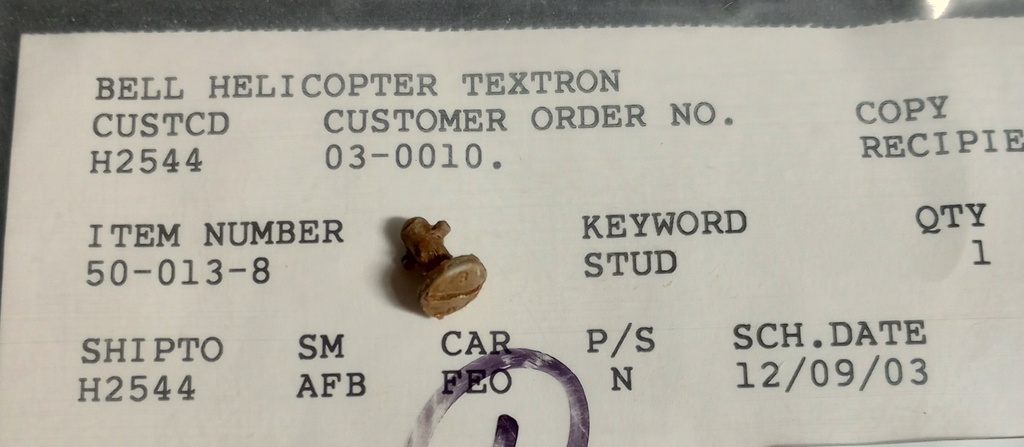 BELL HELICOPTER TEXTRON
CUSTCD CUSTOMER ORDER NO. COPY
H2544 03-0010. RECIPIE
ITEM NUMBER KEYWORD QTY
50-013-8 STUD 1
SHIPTO SM CAR P/S SCH.DATE
H2544 AFB FEO N 12/09/03